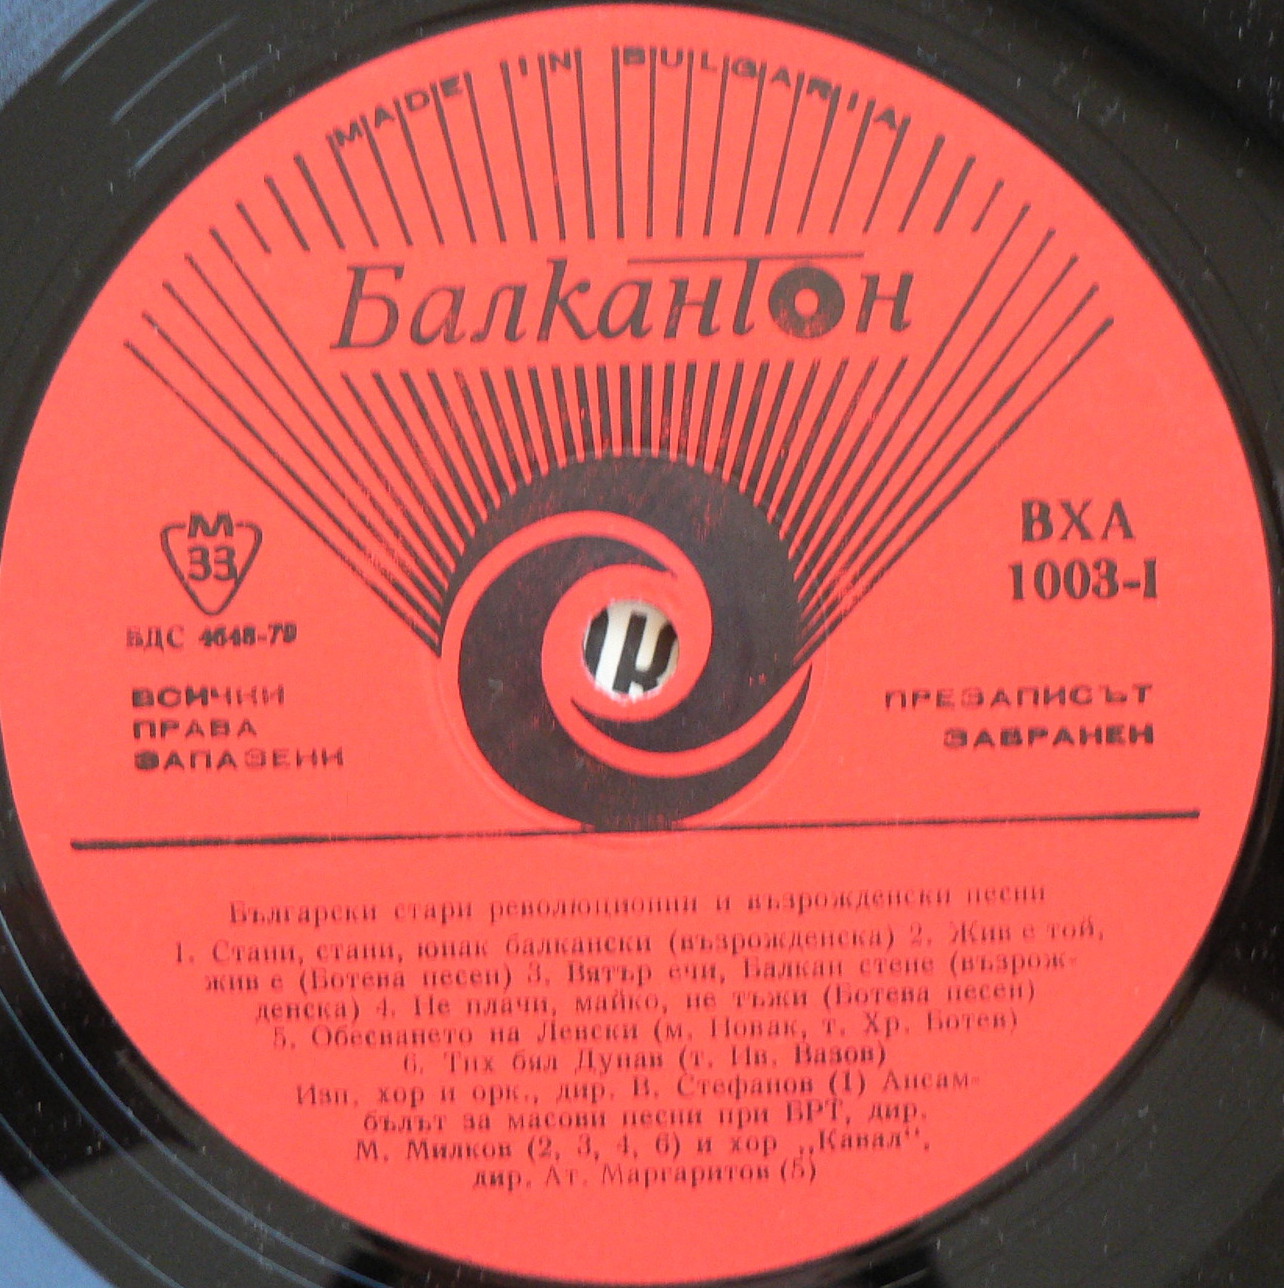 MADE IN BULGARIA
Балкантон
М
33
БДС 4648-79
ВСИЧКИ
ПРАВА
ЗАПАЗЕНИ
ВХА
1003-I
ПРЕЗАПИСЪТ
ЗАБРАНЕН
Български стари революционни и възрожденски песни
1. Стани, стани, юнак балкански (възрожденска) 2. Жив е той,
жив е (Ботева песен) 3. Вятър ечи, Балкан стене (възрож-
денска) 4. Не плачи, майко, не тъжи (Ботева песен)
5. Обесването на Левски (м. Новак, т. Хр. Ботев)
6. Тих бял Дунав (т. Ив. Вазов)
Изп. хор и орк., дир. В. Стефанов (1) Ансам-
бълът за масови песни при БРТ, дир.
М. Милков (2, 3, 4, 6) и хор „Кавал“,
дир. Ат. Маргаритов (5)